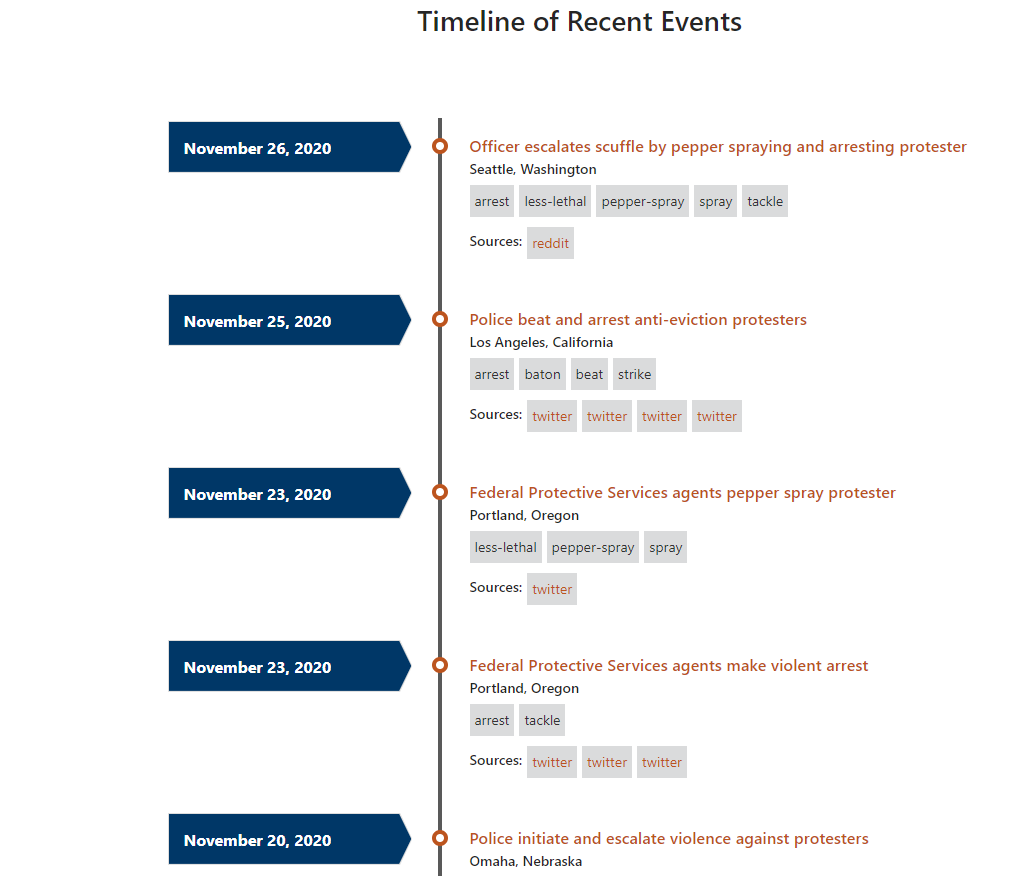 Timeline of Recent Events
November 26, 2020
Officer escalates scuffle by pepper spraying and arresting protester
Seattle, Washington
arrest less-lethal pepper-spray spray tackle
Sources: reddit
November 25, 2020
Police beat and arrest anti-eviction protesters
Los Angeles, California
arrest baton beat strike
Sources: twitter twitter twitter twitter
November 23, 2020
Federal Protective Services agents pepper spray protester
Portland, Oregon
less-lethal pepper-spray spray
Sources: twitter
November 23, 2020
Federal Protective Services agents make violent arrest
Portland, Oregon
arrest tackle
Sources: twitter twitter twitter
November 20, 2020
Police initiate and escalate violence against protesters
Omaha, Nebraska